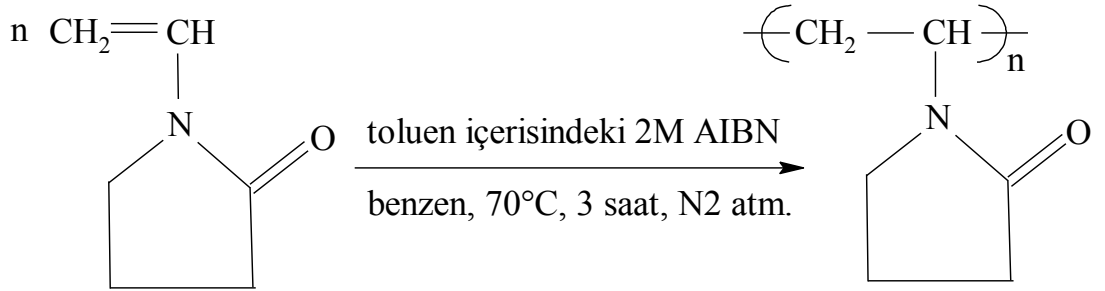 n CH₂ CH
N
O
toluen içerisindeki 2M AIBN
benzen, 70°C, 3 saat, N2 atm.
CH₂ CH
n
N
O